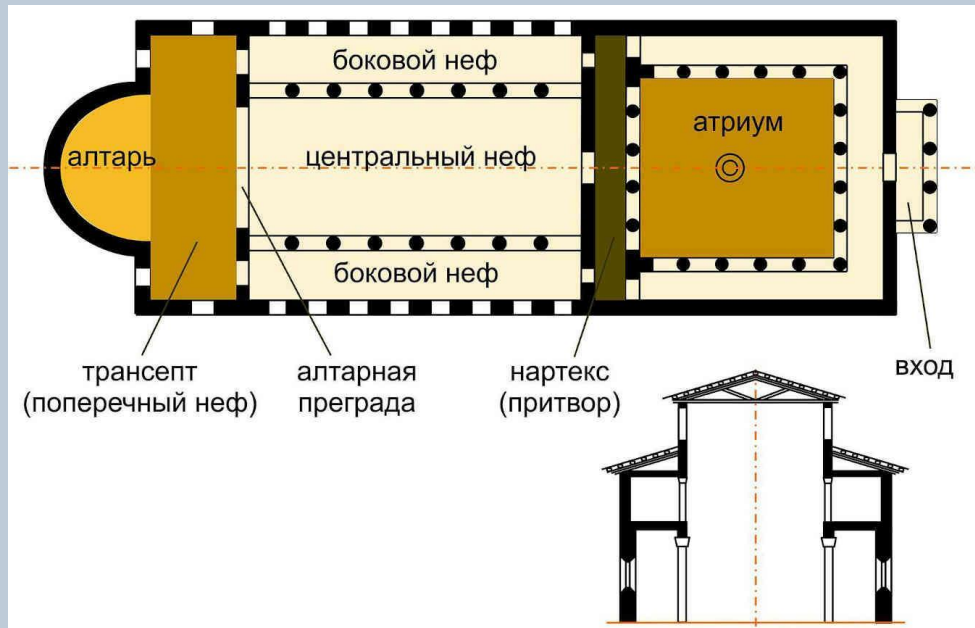 боковой неф
атриум
алтарь
центральный неф
боковой неф
трансепт
(поперечный неф)
алтарная
преграда
нартекс
(притвор)
вход